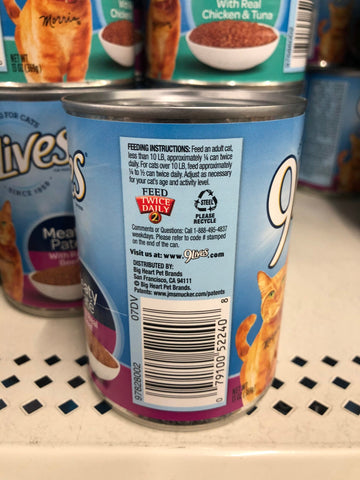 With Real
Chicken & Tuna
Morris
NET WT
13 OZ (369g)
FOR CATS
Lives
SINCE 1959
Meaty
Paté
FEEDING INSTRUCTIONS: Feed an adult cat,
less than 10 LB, approximately ¼ can twice
daily. For cats over 10 LB, feed approximately
¼ to ½ can twice daily. Adjust as necessary
for your cat's age and activity level.
FEED
TWICE
DAILY
2
STEEL
PLEASE
RECYCLE
Comments or Questions: Call 1-888-495-4837
weekdays. Please refer to code # stamped
on the end of the can.
Visit us at: www.9Lives.com
DISTRIBUTED BY:
Big Heart Pet Brands
San Francisco, CA 94111
© Big Heart Pet Brands
Patents: www.jmsmucker.com/patents
07DV
97828002
0 79100 52240 8
9